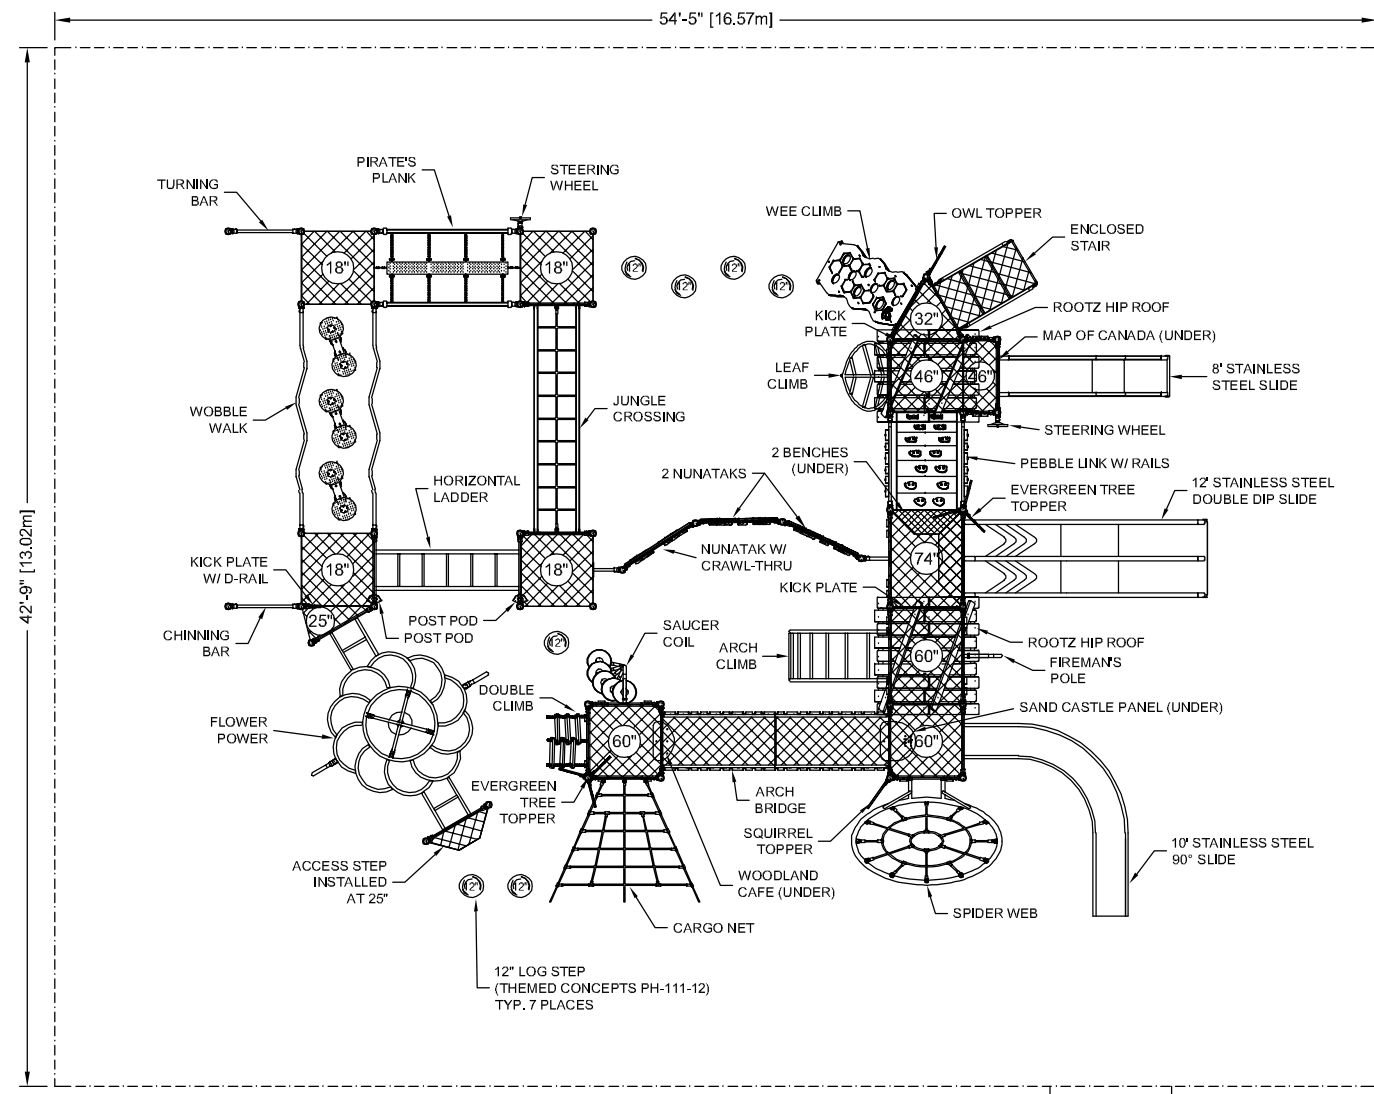 54'-5" [16.57m]
42'-9" [13.02m]
PIRATE'S
PLANK
STEERING
WHEEL
TURNING
BAR
WEE CLIMB
OWL TOPPER
ENCLOSED
STAIR
18"
18"
12"
12"
12"
12"
ROOTZ HIP ROOF
KICK
PLATE
32"
MAP OF CANADA (UNDER)
LEAF
CLIMB
46"
46"
8' STAINLESS
STEEL SLIDE
WOBBLE
WALK
JUNGLE
CROSSING
STEERING WHEEL
2 BENCHES
(UNDER)
PEBBLE LINK W/ RAILS
HORIZONTAL
LADDER
2 NUNATAKS
EVERGREEN TREE
TOPPER
12' STAINLESS STEEL
DOUBLE DIP SLIDE
KICK PLATE
W/ D-RAIL
18"
18"
NUNATAK W/
CRAWL-THRU
74"
KICK PLATE
25"
CHINNING
BAR
POST POD
POST POD
12"
SAUCER
COIL
ARCH
CLIMB
60"
ROOTZ HIP ROOF
FIREMAN'S
POLE
DOUBLE
CLIMB
SAND CASTLE PANEL (UNDER)
FLOWER
POWER
60"
60"
EVERGREEN
TREE
TOPPER
ARCH
BRIDGE
SQUIRREL
TOPPER
10' STAINLESS STEEL
90° SLIDE
ACCESS STEP
INSTALLED
AT 25"
12"
12"
WOODLAND
CAFE (UNDER)
SPIDER WEB
CARGO NET
12" LOG STEP
(THEMED CONCEPTS PH-111-12)
TYP. 7 PLACES